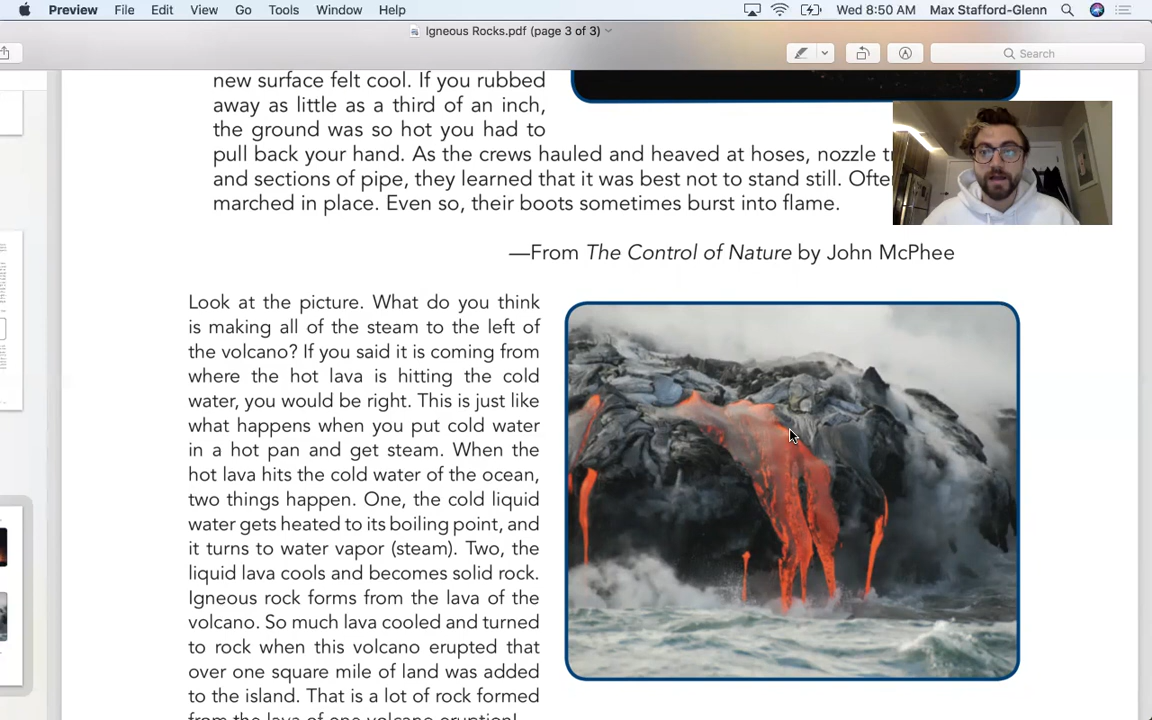 Preview File Edit View Go Tools Window Help Wed 8:50 AM Max Stafford-Glenn
Igneous Rocks.pdf (page 3 of 3)
Search
new surface felt cool. If you rubbed
away as little as a third of an inch,
the ground was so hot you had to
pull back your hand. As the crews hauled and heaved at hoses, nozzle
and sections of pipe, they learned that it was best not to stand still.
marched in place. Even so, their boots sometimes burst into flame.
—From The Control of Nature by John McPhee
Look at the picture. What do you think
is making all of the steam to the left of
the volcano? If you said it is coming from
where the hot lava is hitting the cold
water, you would be right. This is just like
what happens when you put cold water
in a hot pan and get steam. When the
hot lava hits the cold water of the ocean,
two things happen. One, the cold liquid
water gets heated to its boiling point, and
it turns to water vapor (steam). Two, the
liquid lava cools and becomes solid rock.
Igneous rock forms from the lava of the
volcano. So much lava cooled and turned
to rock when this volcano erupted that
over one square mile of land was added
to the island. That is a lot of rock formed
from the lava of one volcano eruption!